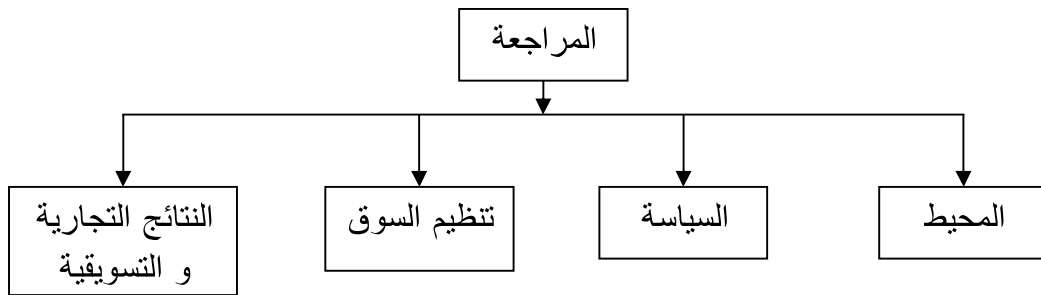 المراجعة
المحيط
السياسة
تنظيم السوق
النتائج التجارية
و التسويقية